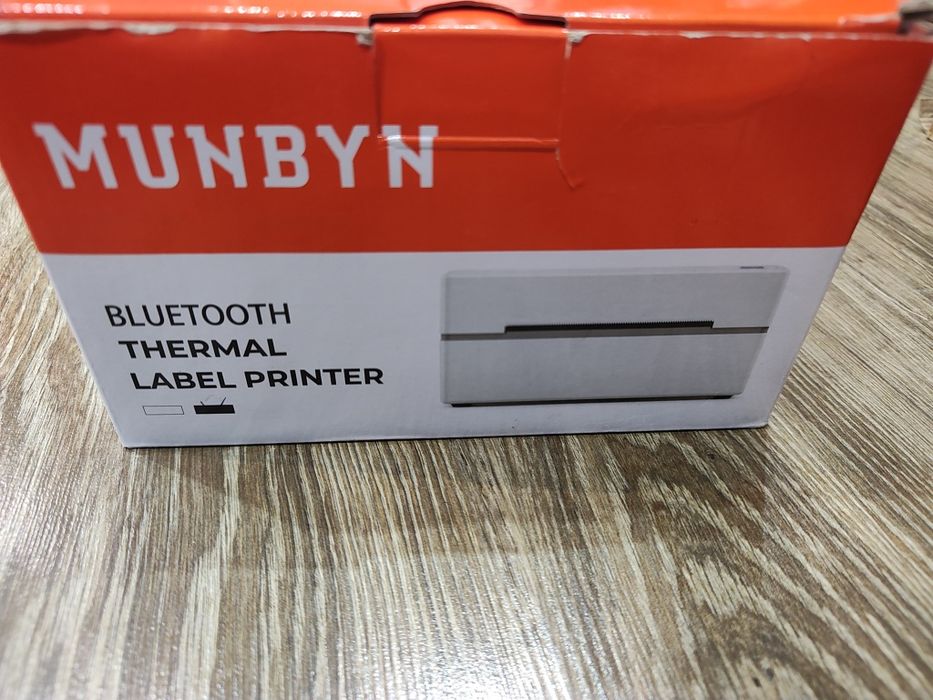 MUNBYN
BLUETOOTH
THERMAL
LABEL PRINTER